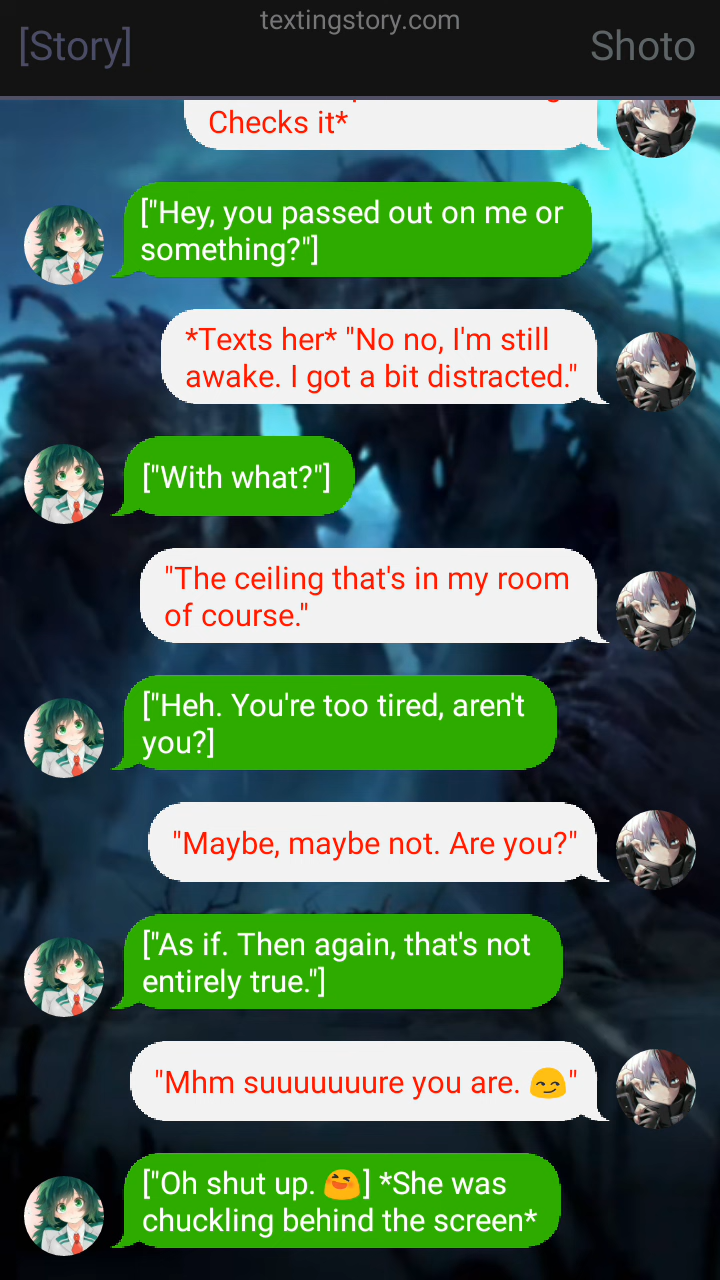 textingstory.com
[Story]
Shoto
Checks it*
["Hey, you passed out on me or
something?"]
*Texts her* "No no, I'm still
awake. I got a bit distracted."
["With what?"]
"The ceiling that's in my room
of course."
["Heh. You're too tired, aren't
you?]
"Maybe, maybe not. Are you?"
["As if. Then again, that's not
entirely true."]
"Mhm suuuuuuure you are. 😏"
["Oh shut up. 😆] *She was
chuckling behind the screen*